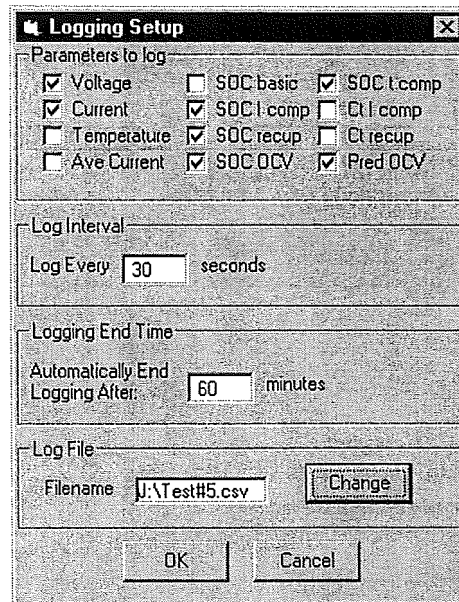 Logging Setup
Parameters to log
Voltage SOC basic SOC t.comp
Current SOC I comp Ct I comp
Temperature SOC recup Ct recup
Ave Current SOC OCV Pred OCV
Log Interval
Log Every 30 seconds
Logging End Time
Automatically End
Logging After: 60 minutes
Log File
Filename J:\Test#5.csv Change
OK Cancel